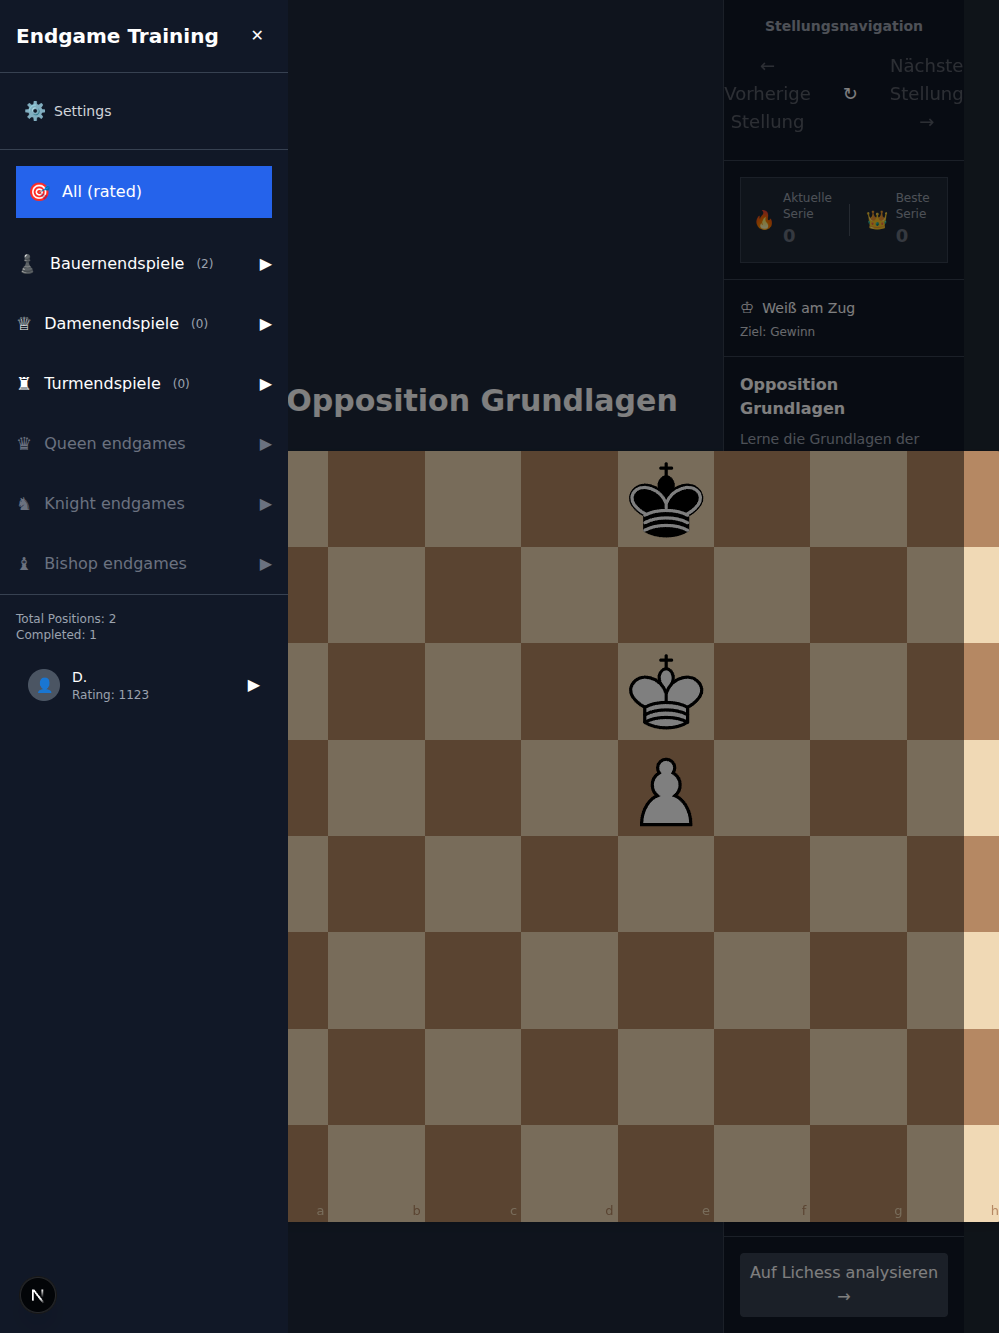 Endgame Training ✕
⚙️ Settings
🎯 All (rated)
♟ Bauernendspiele (2) ▶
♕ Damenendspiele (0) ▶
♜ Turmendspiele (0) ▶
♛ Queen endgames ▶
♞ Knight endgames ▶
♝ Bishop endgames ▶
Total Positions: 2
Completed: 1
D.
Rating: 1123 ▶
N
Opposition Grundlagen
a b c d e f g h
Stellungsnavigation
←
Vorherige
Stellung
↻
Nächste
Stellung
→
Aktuelle
Serie
0
Beste
Serie
0
♔ Weiß am Zug
Ziel: Gewinn
Opposition
Grundlagen
Lerne die Grundlagen der
Auf Lichess analysieren
→